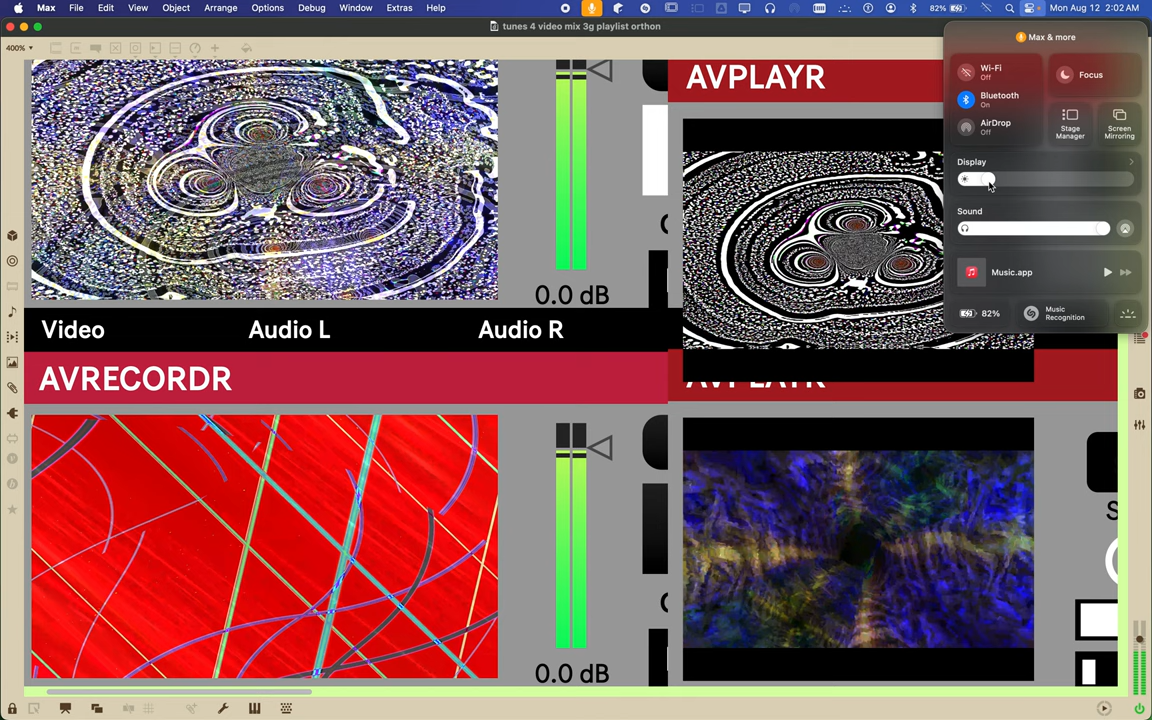 Max File Edit View Object Arrange Options Debug Window Extras Help
82% Mon Aug 12 2:02 AM
tunes 4 video mix 3g playlist orthon
400%
Max & more
Wi-Fi
Off
Focus
Bluetooth
On
AirDrop
Off
Stage
Manager
Screen
Mirroring
Display
Sound
Music.app
82%
Music
Recognition
AVPLAYR
0.0 dB
Video Audio L Audio R
AVRECORDR
AVPLAYR
0.0 dB